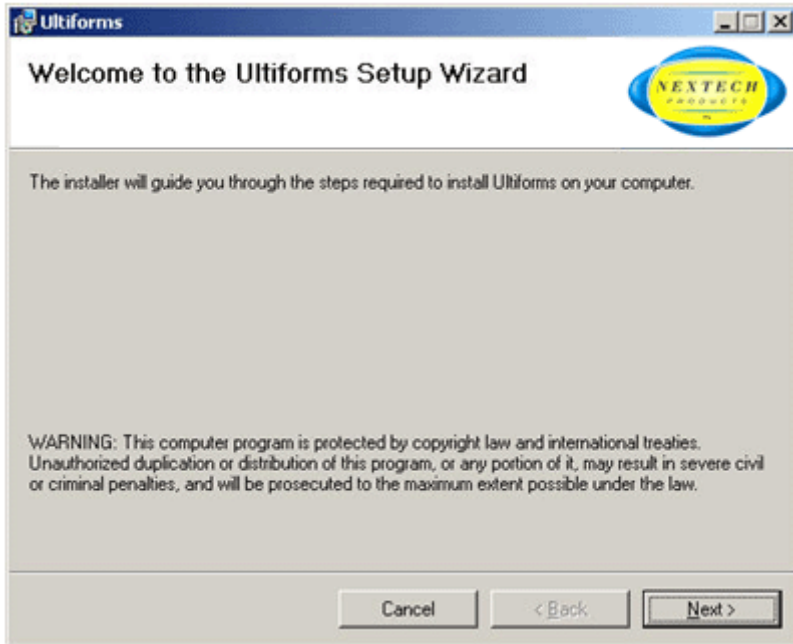 Ultiforms
Welcome to the Ultiforms Setup Wizard
NEXTECH
PRODUCTS
The installer will guide you through the steps required to install Ultiforms on your computer.
WARNING: This computer program is protected by copyright law and international treaties.
Unauthorized duplication or distribution of this program, or any portion of it, may result in severe civil
or criminal penalties, and will be prosecuted to the maximum extent possible under the law.
Cancel
< Back
Next >